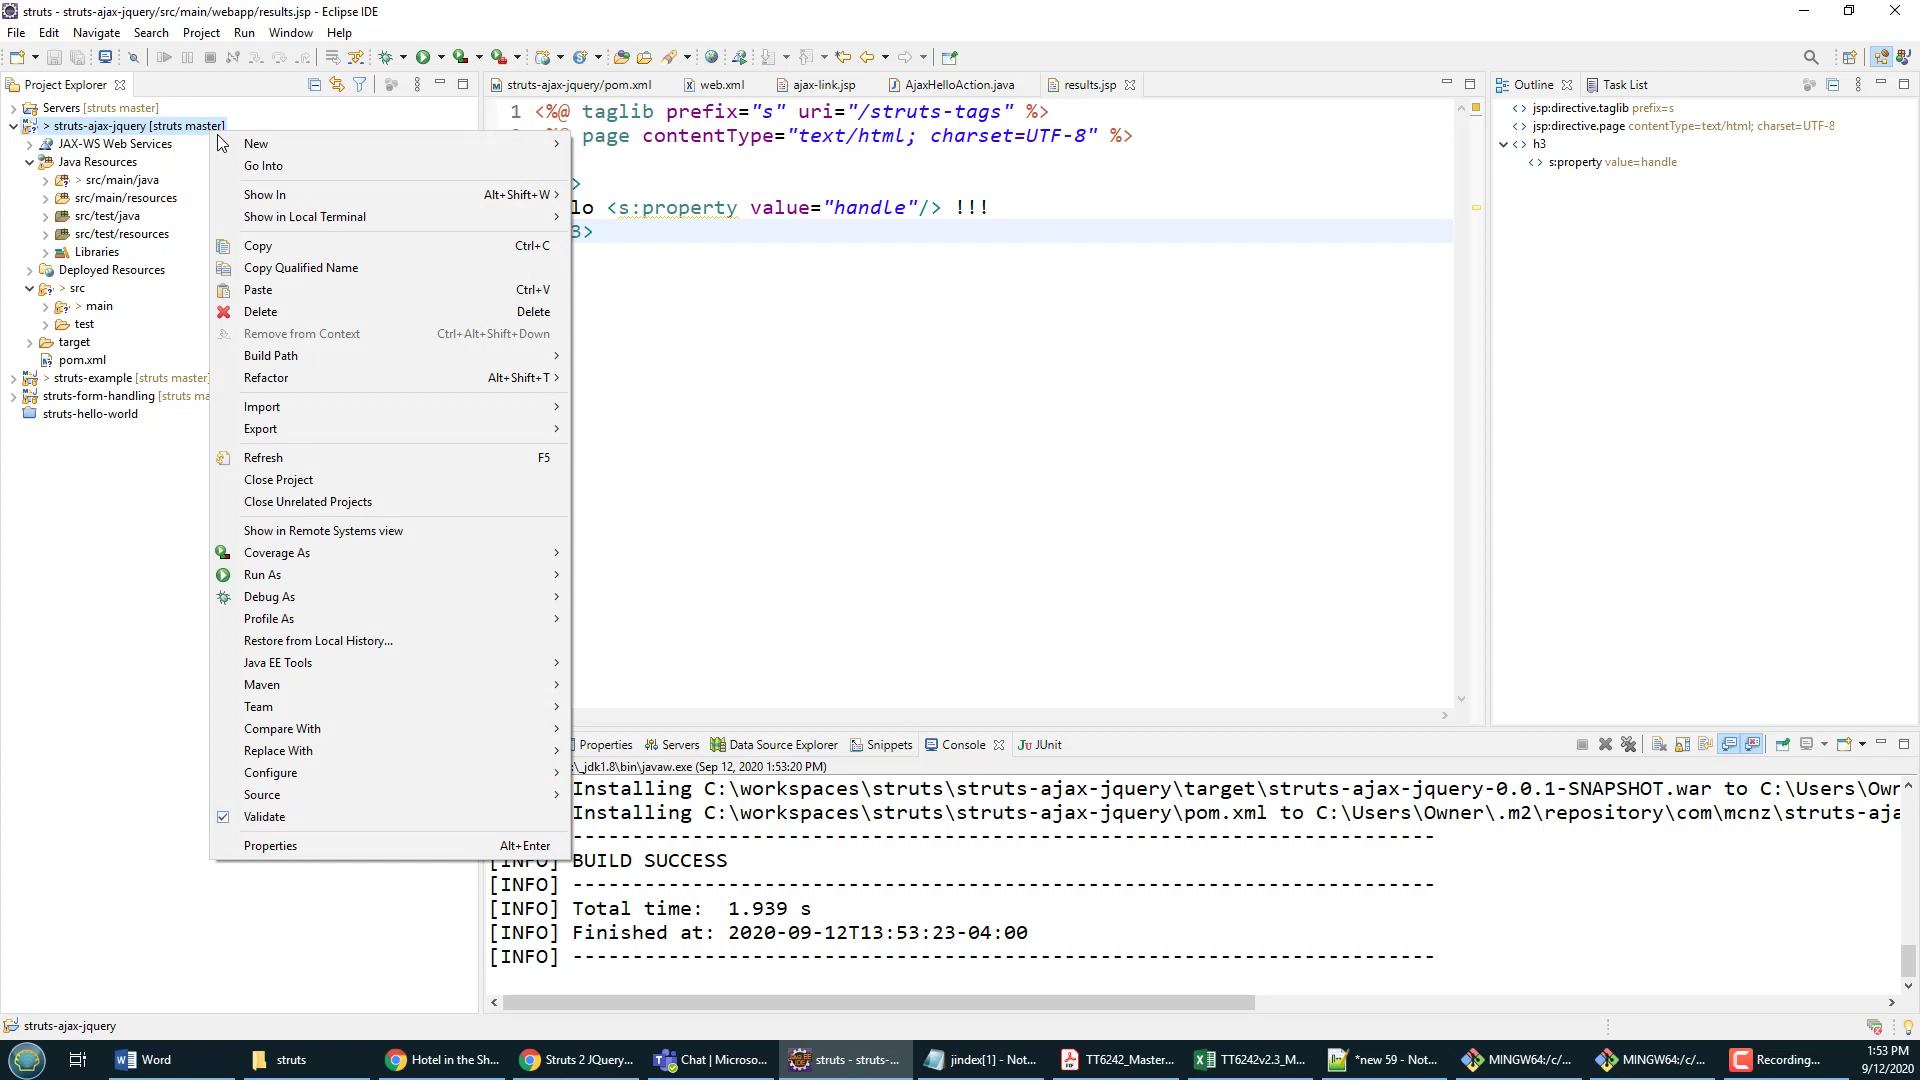 struts - struts-ajax-jquery/src/main/webapp/results.jsp - Eclipse IDE
File Edit Navigate Search Project Run Window Help
Project Explorer
struts-ajax-jquery/pom.xml web.xml ajax-link.jsp AjaxHelloAction.java results.jsp
Outline Task List
Servers [struts master]
> struts-ajax-jquery [struts master]
JAX-WS Web Services
Java Resources
> src/main/java
src/main/resources
src/test/java
src/test/resources
Libraries
Deployed Resources
> src
> main
test
target
pom.xml
> struts-example [struts master]
struts-form-handling [struts ma
struts-hello-world
New
Go Into
Show In Alt+Shift+W >
Show in Local Terminal
Copy Ctrl+C
Copy Qualified Name
Paste Ctrl+V
Delete Delete
Remove from Context Ctrl+Alt+Shift+Down
Build Path
Refactor Alt+Shift+T >
Import
Export
Refresh F5
Close Project
Close Unrelated Projects
Show in Remote Systems view
Coverage As
Run As
Debug As
Profile As
Restore from Local History...
Java EE Tools
Maven
Team
Compare With
Replace With
Configure
Source
Validate
Properties Alt+Enter
1 <%@ taglib prefix="s" uri="/struts-tags" %>
page contentType="text/html; charset=UTF-8" %>
>
lo <s:property value="handle"/> !!!
3>
jsp:directive.taglib prefix=s
jsp:directive.page contentType=text/html; charset=UTF-8
h3
s:property value=handle
Properties Servers Data Source Explorer Snippets Console JUnit
:\_jdk1.8\bin\javaw.exe (Sep 12, 2020 1:53:20 PM)
Installing C:\workspaces\struts\struts-ajax-jquery\target\struts-ajax-jquery-0.0.1-SNAPSHOT.war to C:\Users\Owr
Installing C:\workspaces\struts\struts-ajax-jquery\pom.xml to C:\Users\Owner\.m2\repository\com\mcnz\struts-aja
------------------------------------------------------------------------
[INFO] BUILD SUCCESS
[INFO] ------------------------------------------------------------------------
[INFO] Total time:  1.939 s
[INFO] Finished at: 2020-09-12T13:53:23-04:00
[INFO] ------------------------------------------------------------------------
struts-ajax-jquery
Word struts Hotel in the Sh... Struts 2 JQuery... Chat | Microso... struts - struts-... jindex[1] - Not... TT6242_Master... TT6242v2.3_M... *new 59 - Not... MINGW64:/c/... MINGW64:/c/... Recording...
1:53 PM
9/12/2020